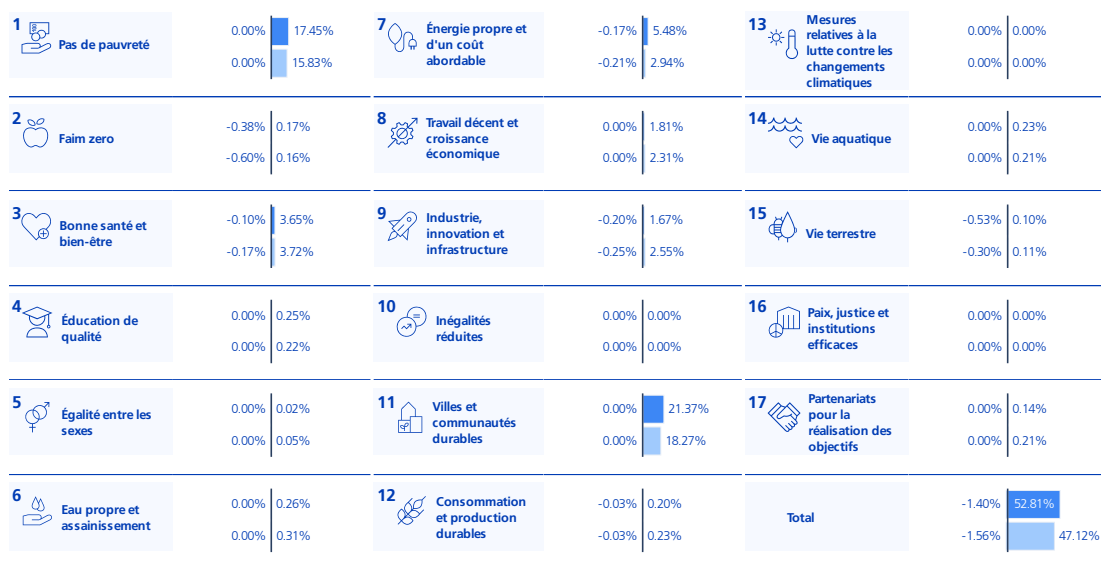 1
Pas de pauvreté
0.00% 17.45%
0.00% 15.83%
2
Faim zero
-0.38% 0.17%
-0.60% 0.16%
3
Bonne santé et
bien-être
-0.10% 3.65%
-0.17% 3.72%
4
Éducation de
qualité
0.00% 0.25%
0.00% 0.22%
5
Égalité entre les
sexes
0.00% 0.02%
0.00% 0.05%
6
Eau propre et
assainissement
0.00% 0.26%
0.00% 0.31%
7
Énergie propre et
d'un coût
abordable
-0.17% 5.48%
-0.21% 2.94%
8
Travail décent et
croissance
économique
0.00% 1.81%
0.00% 2.31%
9
Industrie,
innovation et
infrastructure
-0.20% 1.67%
-0.25% 2.55%
10
Inégalités
réduites
0.00% 0.00%
0.00% 0.00%
11
Villes et
communautés
durables
0.00% 21.37%
0.00% 18.27%
12
Consommation
et production
durables
-0.03% 0.20%
-0.03% 0.23%
13
Mesures
relatives à la
lutte contre les
changements
climatiques
0.00% 0.00%
0.00% 0.00%
14
Vie aquatique
0.00% 0.23%
0.00% 0.21%
15
Vie terrestre
-0.53% 0.10%
-0.30% 0.11%
16
Paix, justice et
institutions
efficaces
0.00% 0.00%
0.00% 0.00%
17
Partenariats
pour la
réalisation des
objectifs
0.00% 0.14%
0.00% 0.21%
Total
-1.40% 52.81%
-1.56% 47.12%